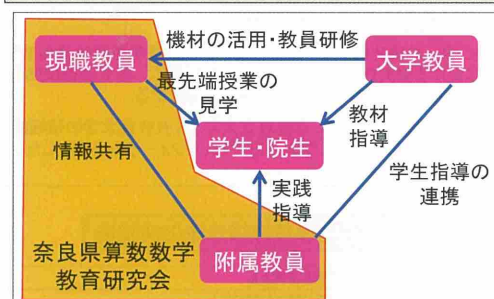 機材の活用・教員研修
現職教員
大学教員
最先端授業の
見学
教材
指導
学生・院生
情報共有
学生指導の
連携
実践
指導
奈良県算数数学
教育研究会
附属教員